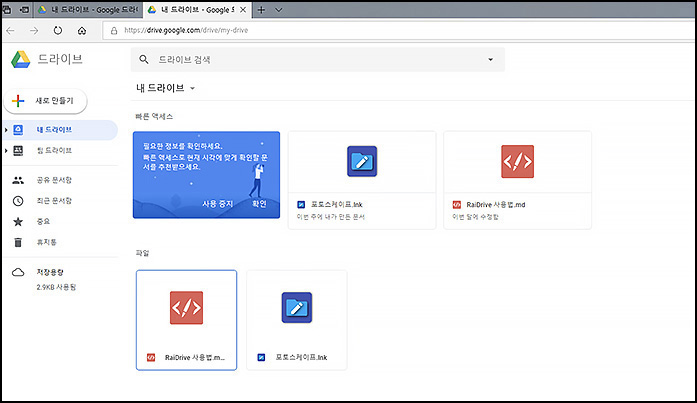 내 드라이브 - Google 드라이
내 드라이브 - Google 드
https://drive.google.com/drive/my-drive
드라이브
드라이브 검색
새로 만들기
내 드라이브
내 드라이브
팀 드라이브
공유 문서함
최근 문서함
중요
휴지통
저장용량
2.9KB 사용됨
빠른 액세스
필요한 정보를 확인하세요.
빠른 액세스로 현재 시각에 맞게 확인할 문
서를 추천받으세요.
사용 중지 확인
포토스케이프.lnk
이번 주에 내가 만든 문서
RaiDrive 사용법.md
이번 달에 수정함
파일
RaiDrive 사용법.m...
포토스케이프.lnk